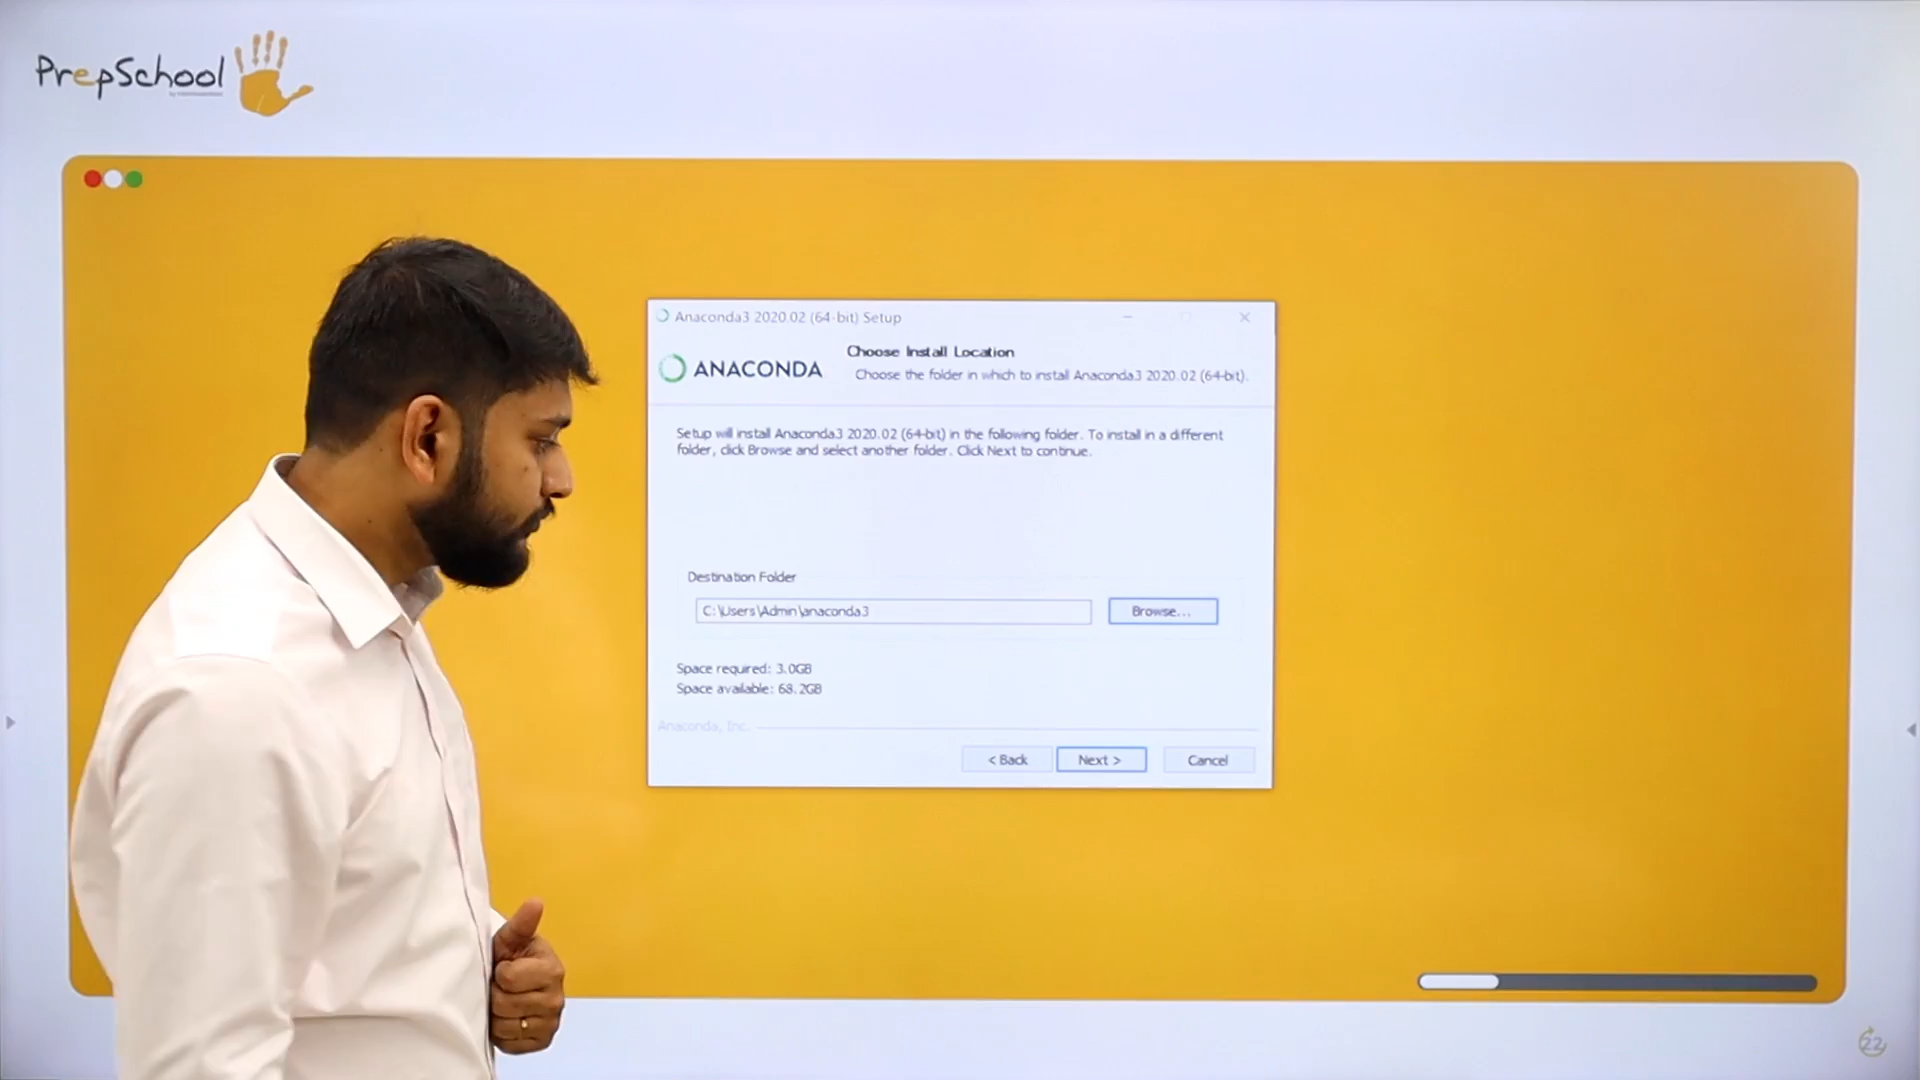 PrepSchool
Anaconda3 2020.02 (64-bit) Setup
ANACONDA
Choose Install Location
Choose the folder in which to install Anaconda3 2020.02 (64-bit).
Setup will install Anaconda3 2020.02 (64-bit) in the following folder. To install in a different
folder, click Browse and select another folder. Click Next to continue.
Destination Folder
C:\Users\Admin\anaconda3
Browse...
Space required: 3.0GB
Space available: 68.2GB
Anaconda, Inc.
< Back
Next >
Cancel
22